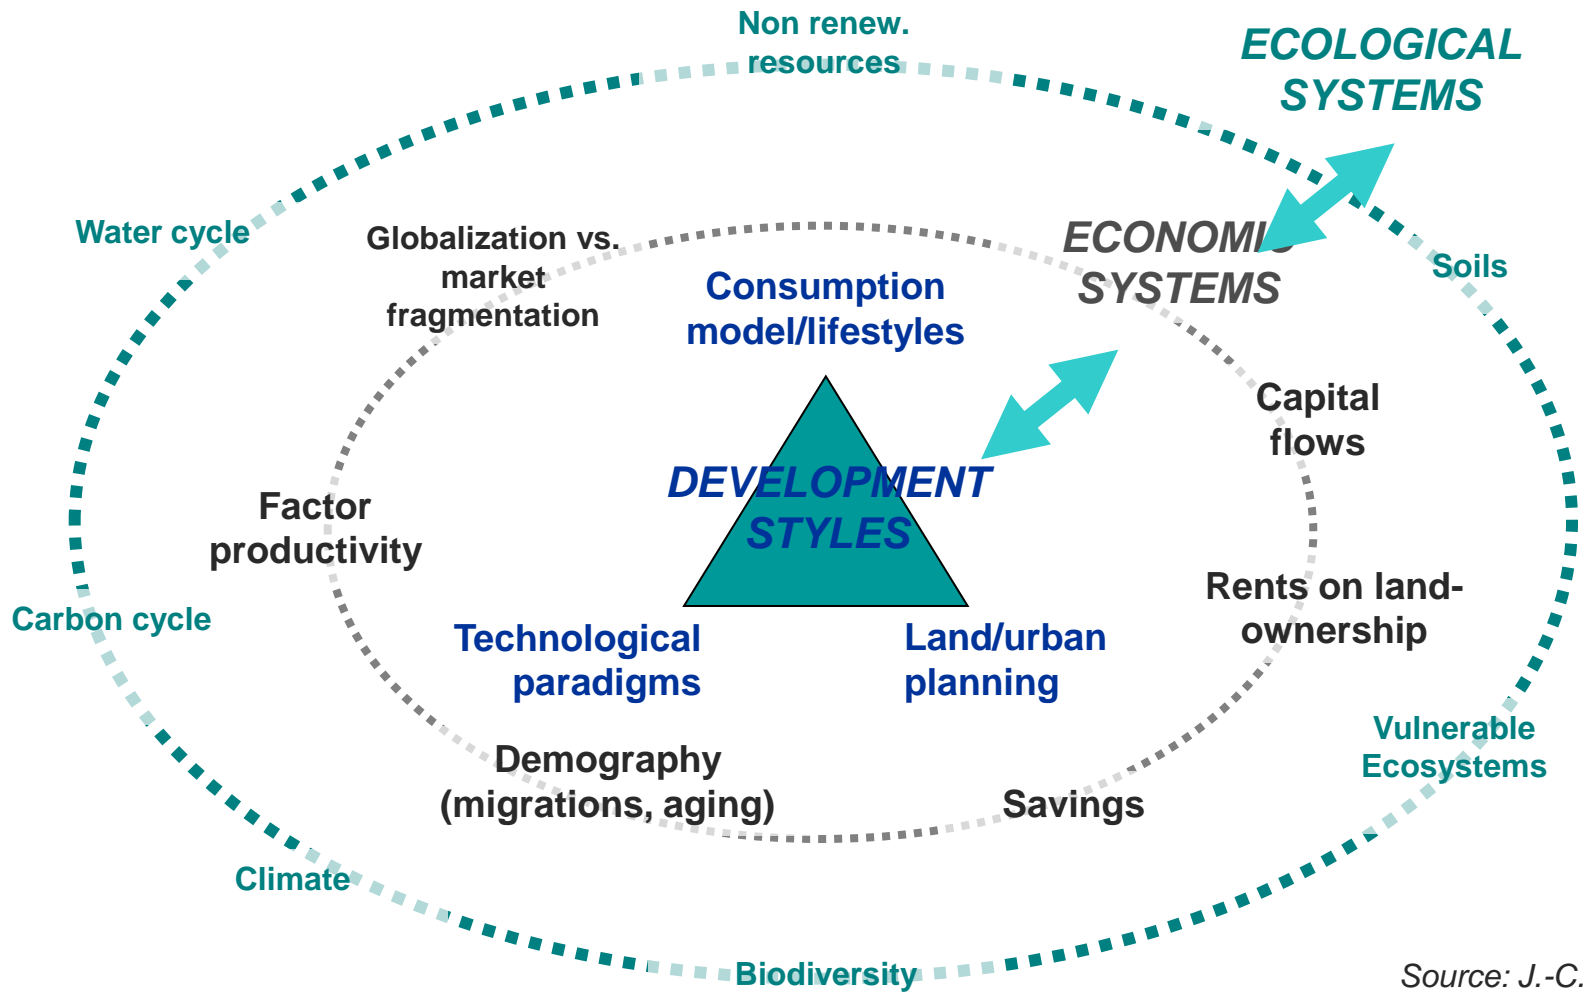 Non renew.
resources
ECOLOGICAL
SYSTEMS
Water cycle
Globalization vs.
market
fragmentation
ECONOMIC
SYSTEMS
Soils
Consumption
model/lifestyles
Capital
flows
DEVELOPMENT
STYLES
Factor
productivity
Rents on land-
ownership
Carbon cycle
Technological
paradigms
Land/urban
planning
Vulnerable
Ecosystems
Demography
(migrations, aging)
Savings
Climate
Biodiversity
Source: J.-C.